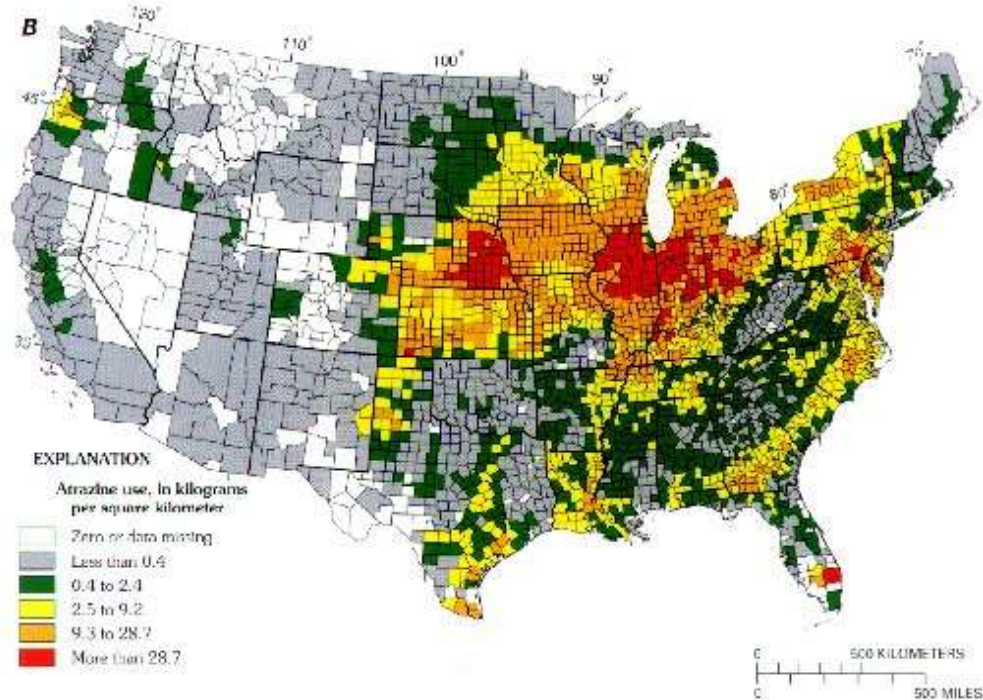 B
120°
110°
100°
90°
80°
45°
30°
EXPLANATION
Atrazine use, in kilograms
per square kilometer
Zero or data missing
Less than 0.4
0.4 to 2.4
2.5 to 9.2
9.3 to 28.7
More than 28.7
0 500 KILOMETERS
0 500 MILES